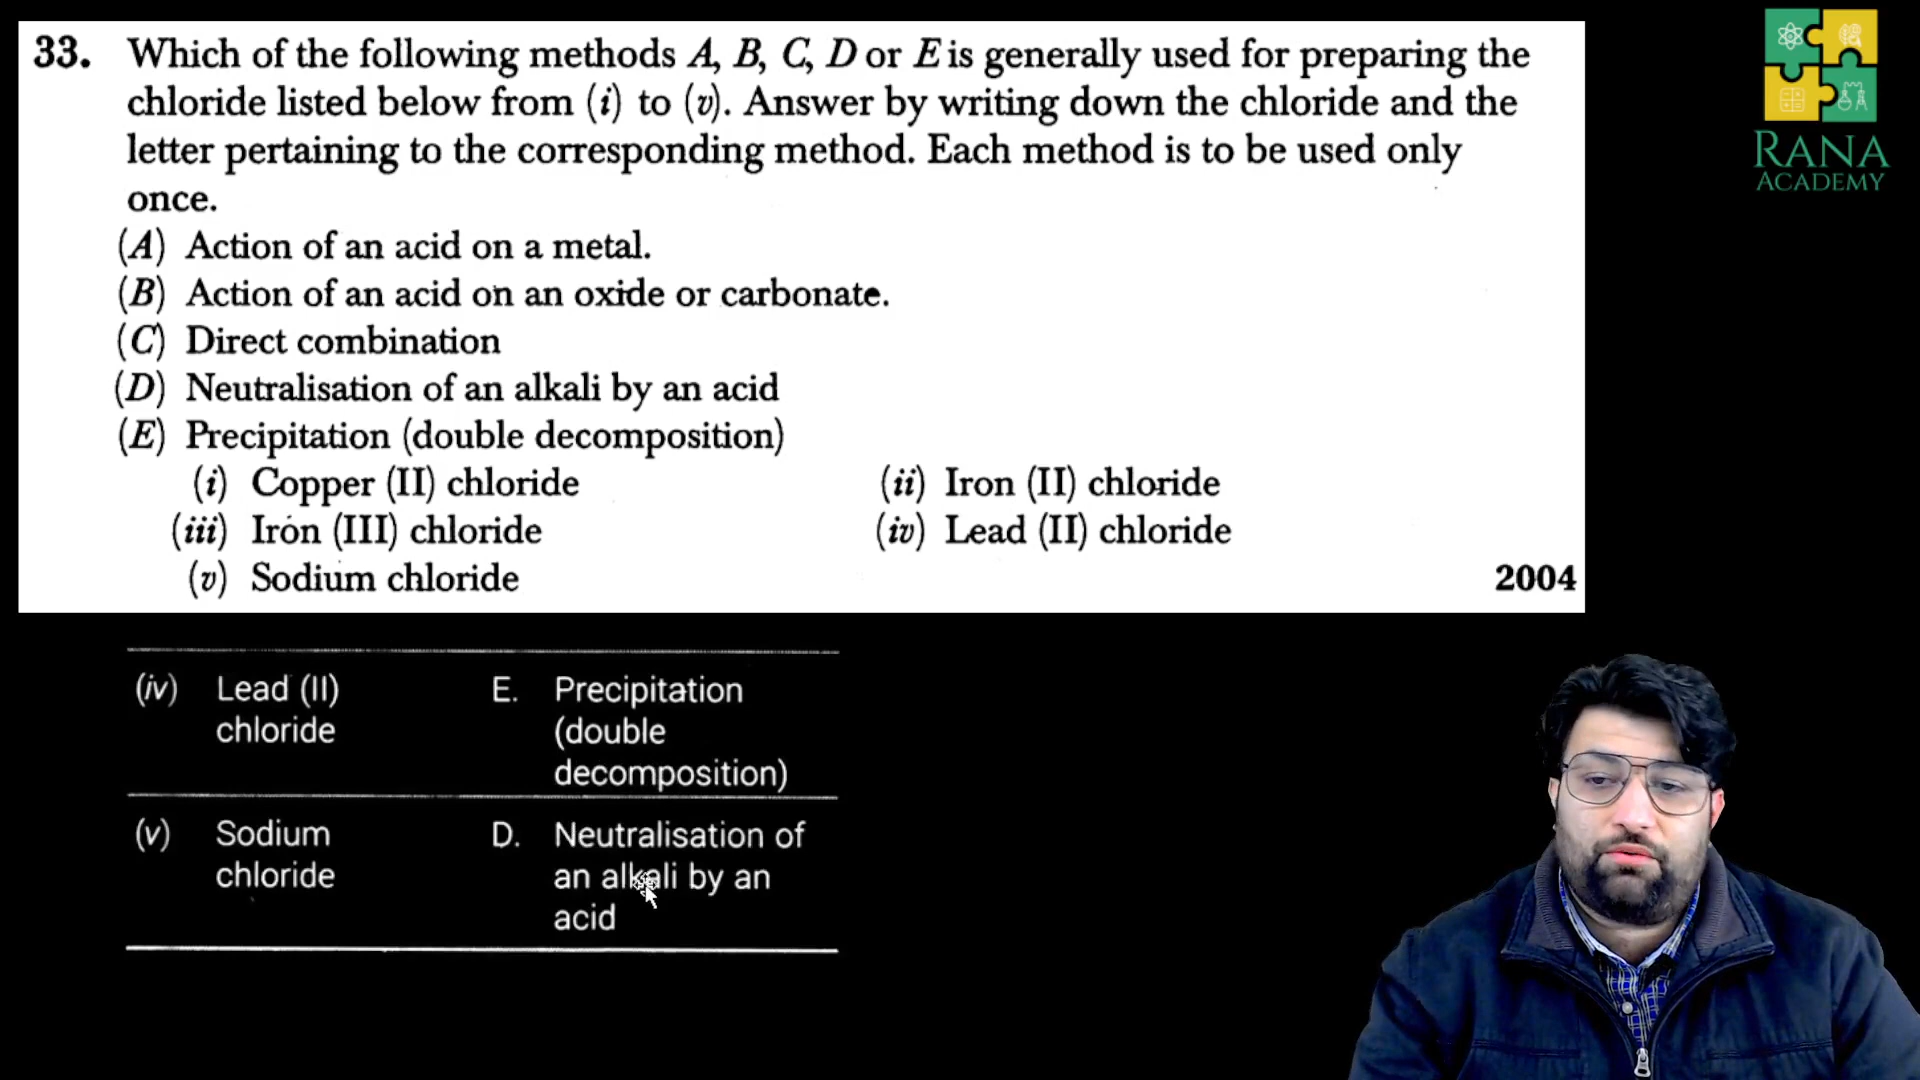 33. Which of the following methods A, B, C, D or E is generally used for preparing the
chloride listed below from (i) to (v). Answer by writing down the chloride and the
letter pertaining to the corresponding method. Each method is to be used only
once.
(A) Action of an acid on a metal.
(B) Action of an acid on an oxide or carbonate.
(C) Direct combination
(D) Neutralisation of an alkali by an acid
(E) Precipitation (double decomposition)
(i) Copper (II) chloride (ii) Iron (II) chloride
(iii) Iron (III) chloride (iv) Lead (II) chloride
(v) Sodium chloride 2004
RANA
ACADEMY
(iv) Lead (II) E. Precipitation
chloride (double
decomposition)
(v) Sodium D. Neutralisation of
chloride an alkali by an
acid